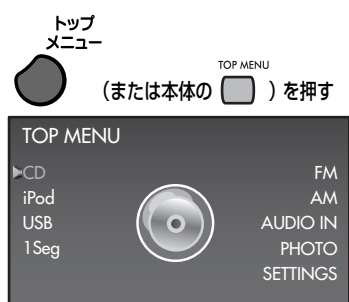 トップ
メニュー
TOP MENU
(または本体の )を押す
TOP MENU
CD
iPod
USB
1Seg
FM
AM
AUDIO IN
PHOTO
SETTINGS